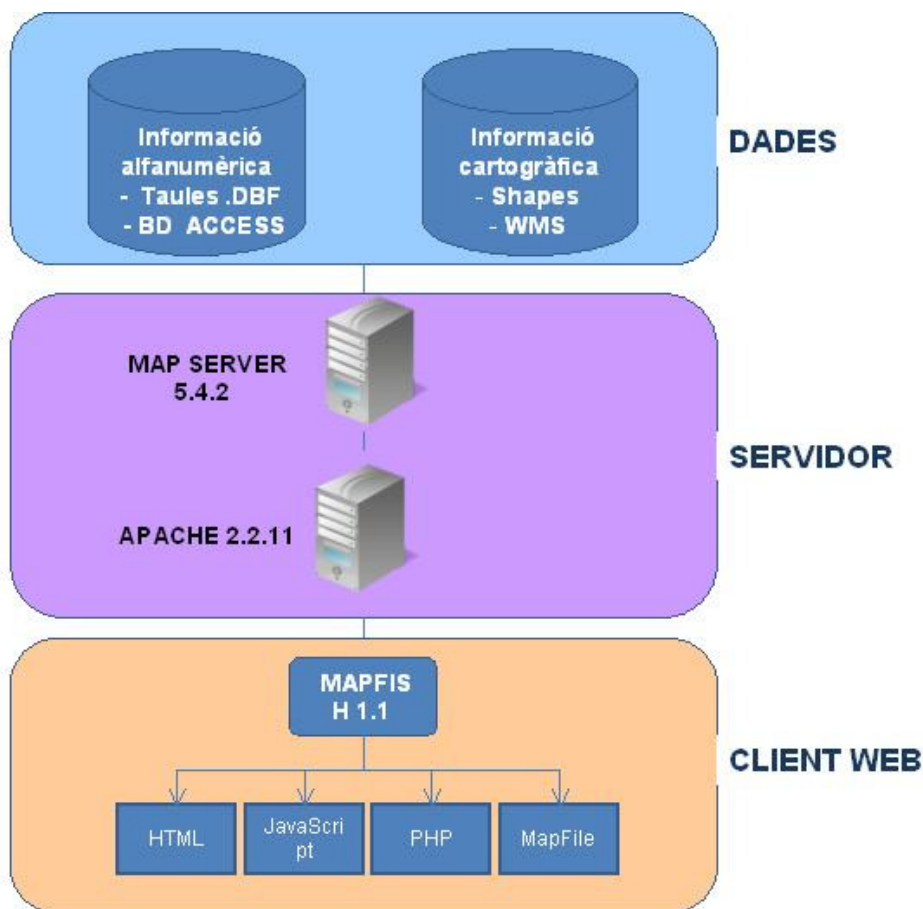 Informació
alfanumèrica
- Taules .DBF
- BD ACCESS
Informació
cartogràfica
- Shapes
- WMS
DADES
MAP SERVER
5.4.2
APACHE 2.2.11
SERVIDOR
MAPFIS
H 1.1
HTML
JavaScri
pt
PHP
MapFile
CLIENT WEB